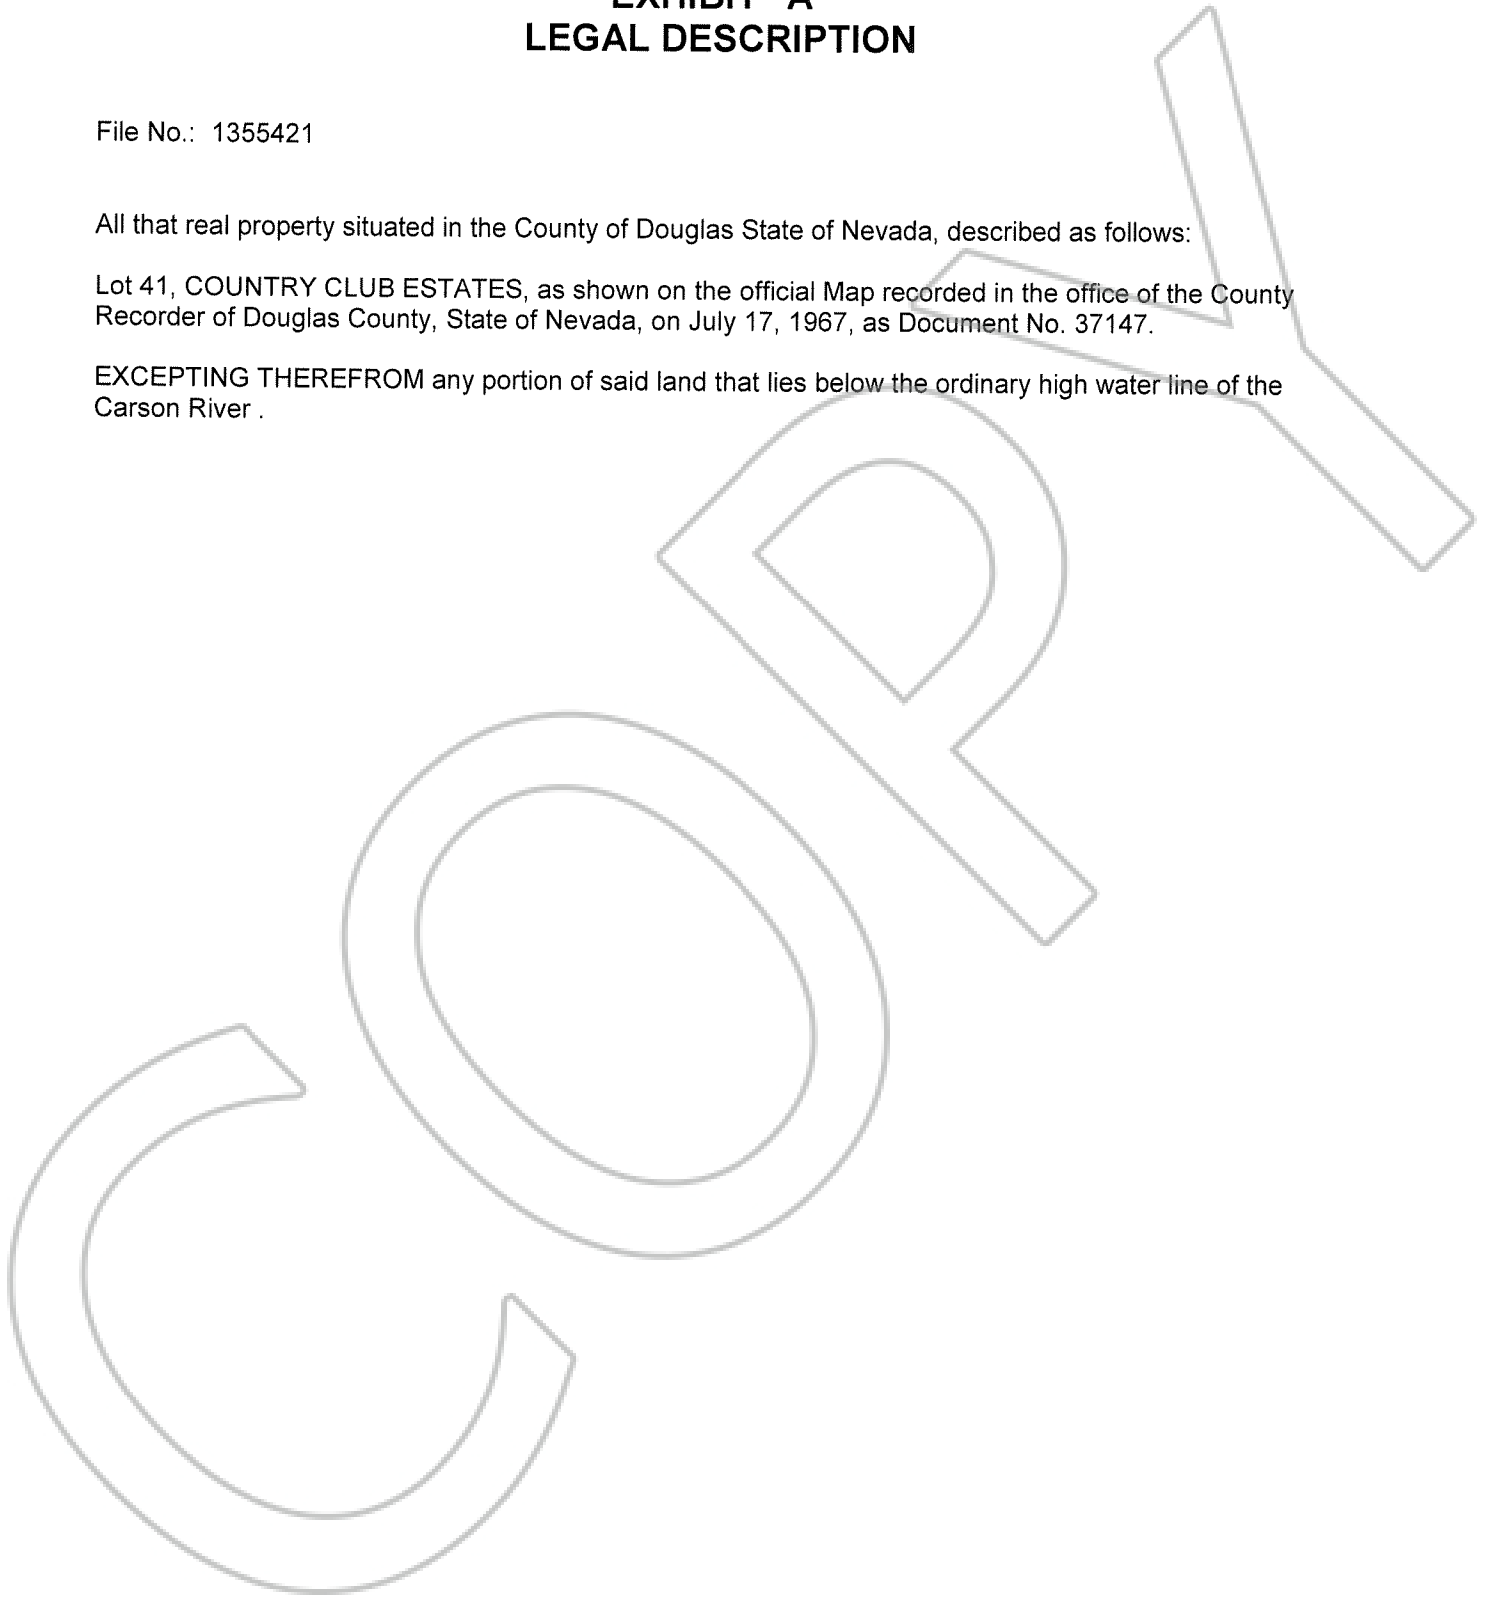 EXHIBIT "A"
LEGAL DESCRIPTION
File No.: 1355421
All that real property situated in the County of Douglas State of Nevada, described as follows:
Lot 41, COUNTRY CLUB ESTATES, as shown on the official Map recorded in the office of the County
Recorder of Douglas County, State of Nevada, on July 17, 1967, as Document No. 37147.
EXCEPTING THEREFROM any portion of said land that lies below the ordinary high water line of the
Carson River .
COPY